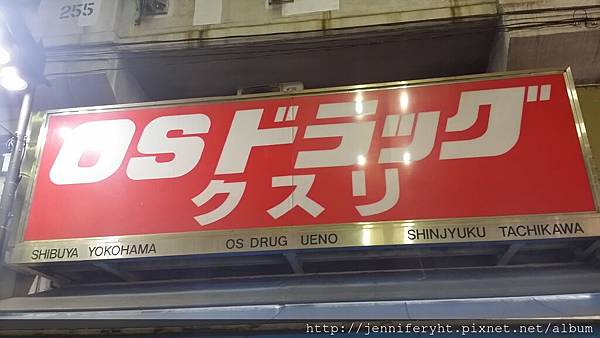 255
OSドラッグ
クスリ
SHIBUYA YOKOHAMA OS DRUG UENO SHINJYUKU TACHIKAWA
http://jenniferyht.pixnet.net/album